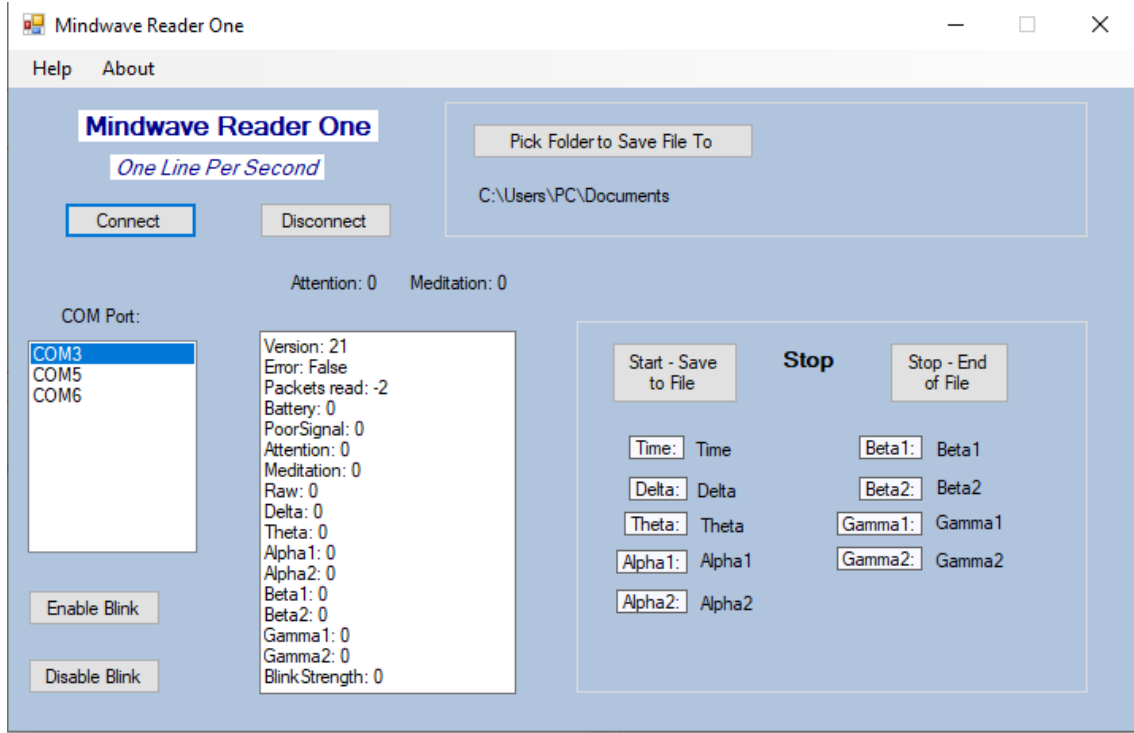 Mindwave Reader One
Help About
Mindwave Reader One
One Line Per Second
Connect Disconnect
Pick Folder to Save File To
C:\Users\PC\Documents
Attention: 0 Meditation: 0
COM Port:
COM3
COM5
COM6
Enable Blink
Disable Blink
Version: 21
Error: False
Packets read: -2
Battery: 0
PoorSignal: 0
Attention: 0
Meditation: 0
Raw: 0
Delta: 0
Theta: 0
Alpha1: 0
Alpha2: 0
Beta1: 0
Beta2: 0
Gamma1: 0
Gamma2: 0
BlinkStrength: 0
Start - Save
to File
Stop
Stop - End
of File
Time: Time
Delta: Delta
Theta: Theta
Alpha1: Alpha1
Alpha2: Alpha2
Beta1: Beta1
Beta2: Beta2
Gamma1: Gamma1
Gamma2: Gamma2